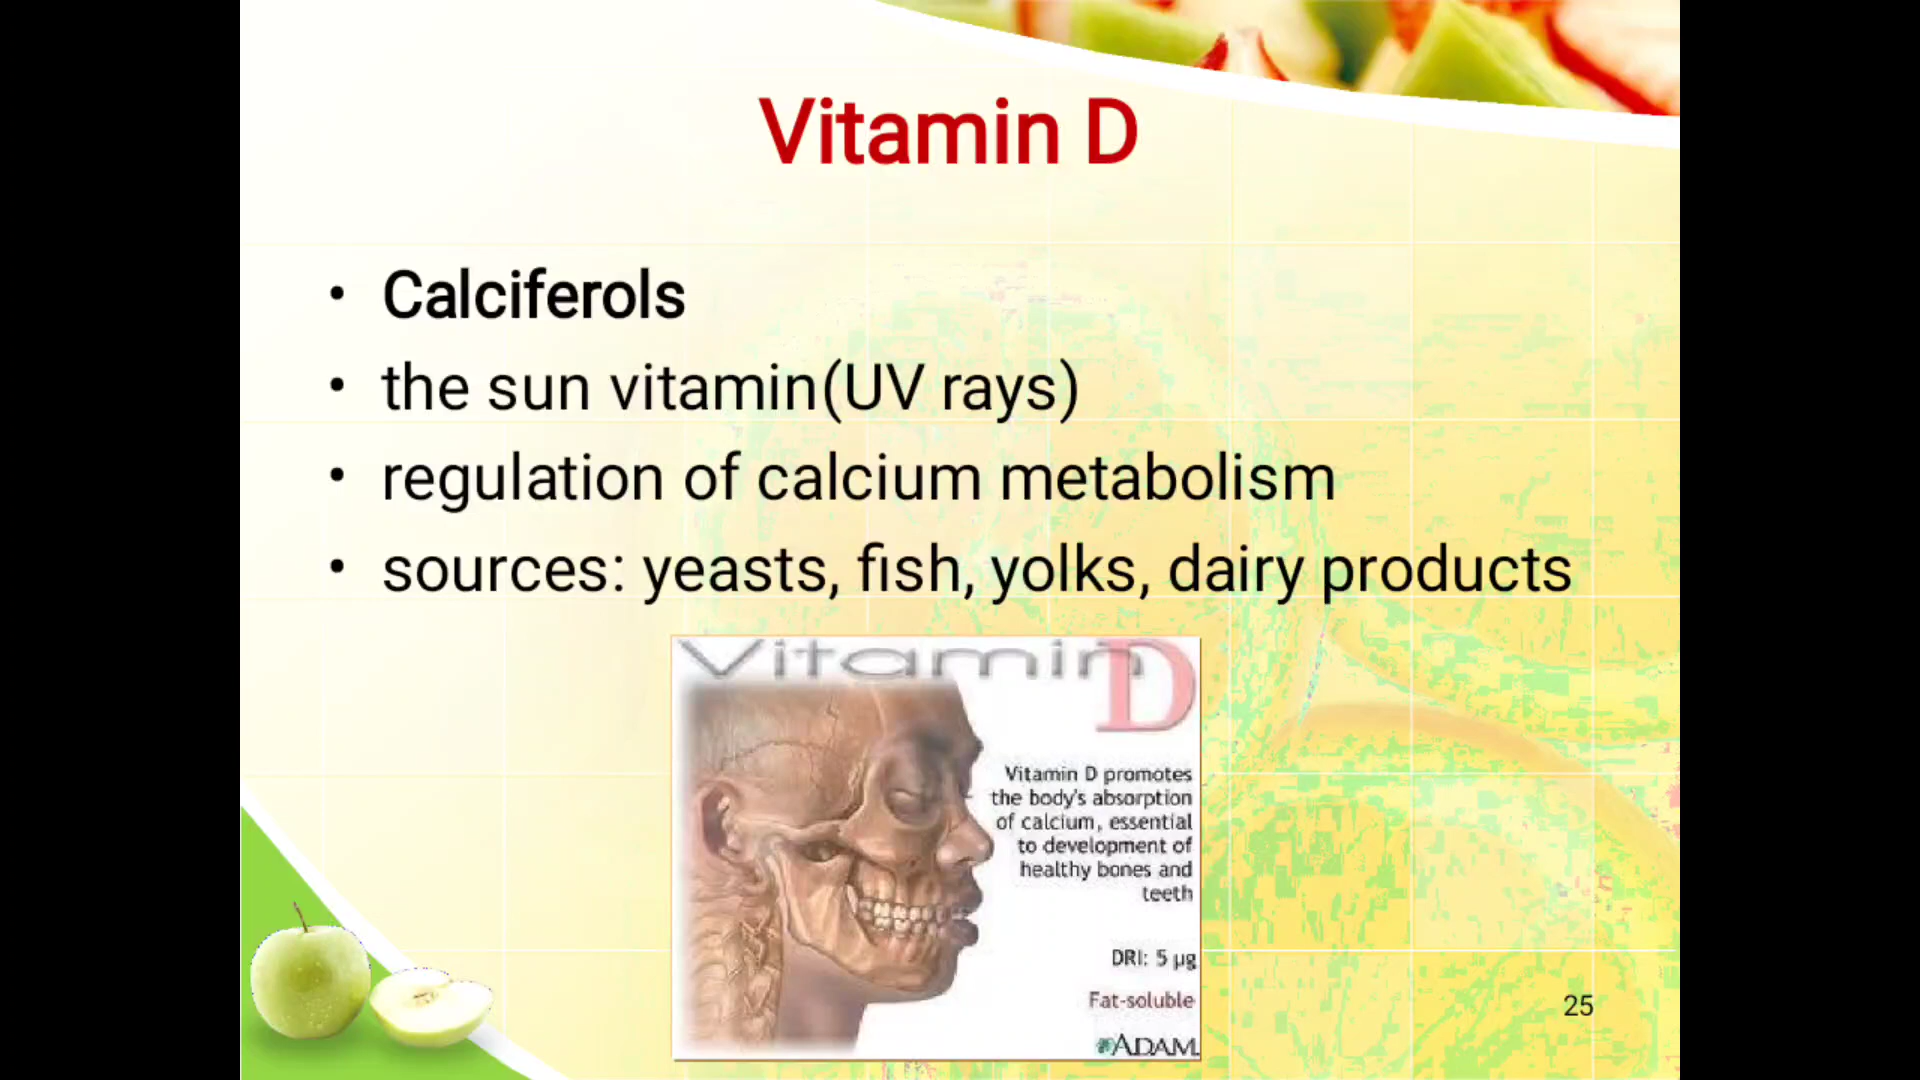 Vitamin D
• Calciferols
• the sun vitamin(UV rays)
• regulation of calcium metabolism
• sources: yeasts, fish, yolks, dairy products
Vitamin D
Vitamin D promotes
the body's absorption
of calcium, essential
to development of
healthy bones and
teeth
DRI: 5 µg
Fat-soluble
ADAM.
25